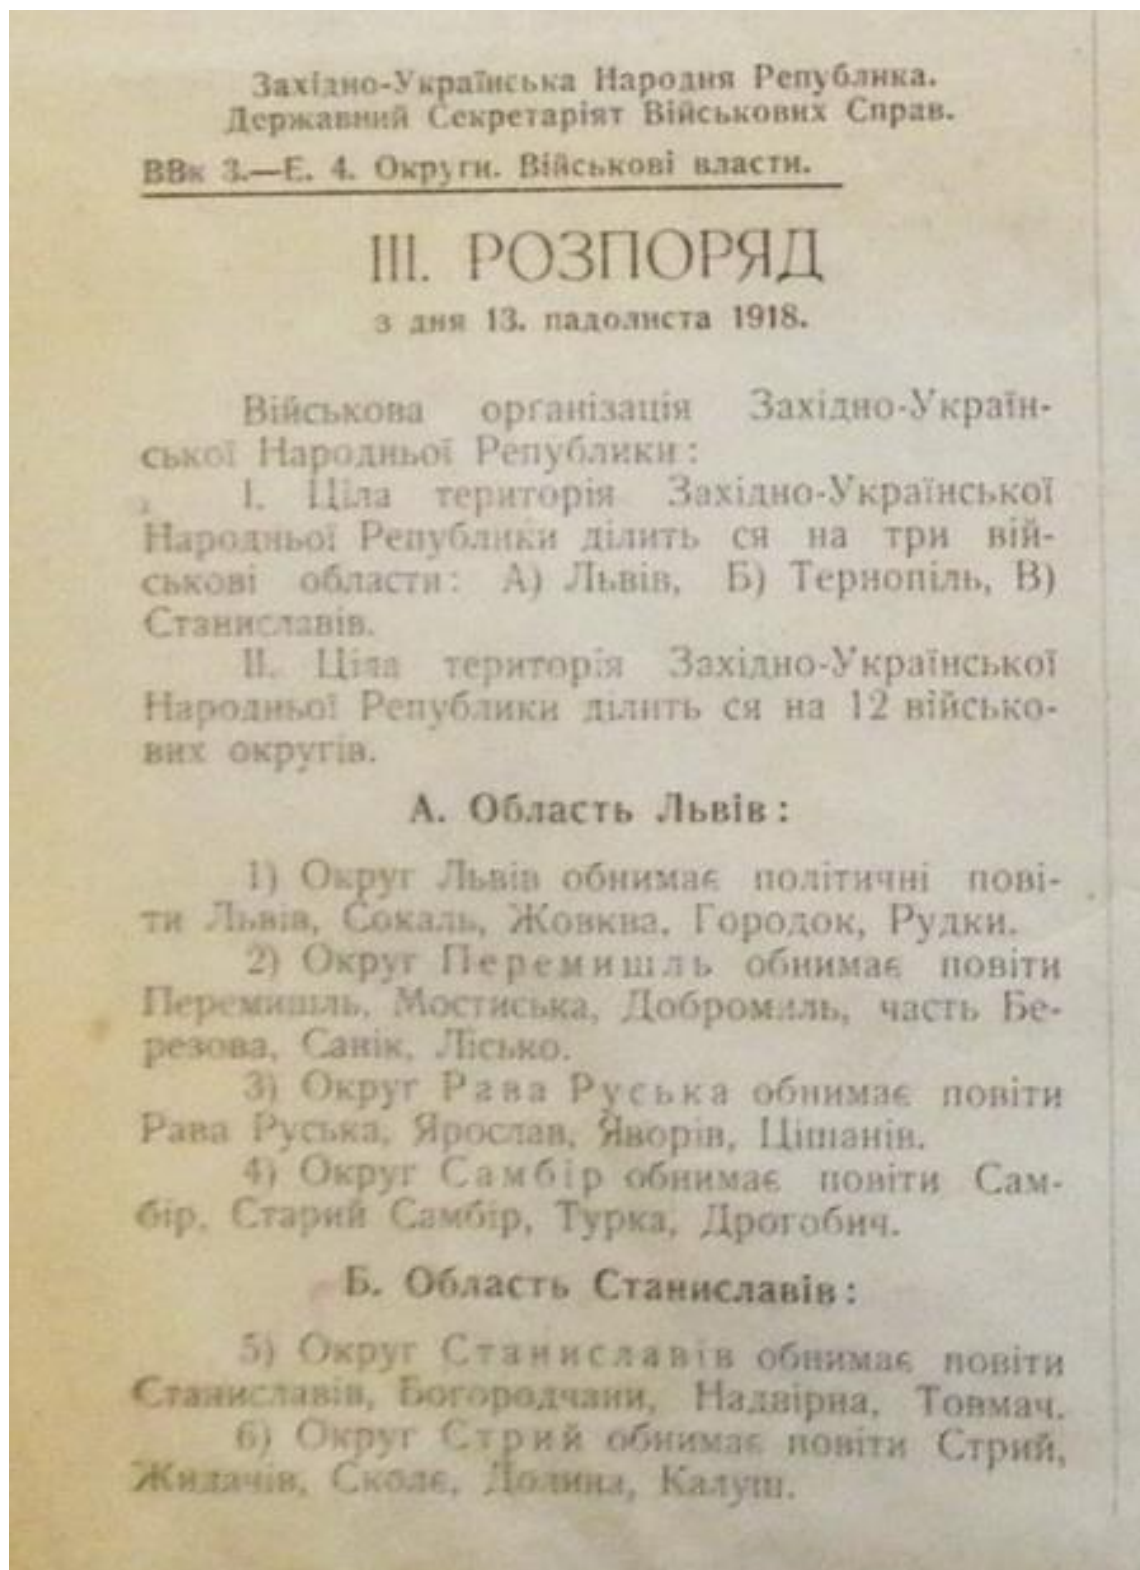 Західно-Українська Народня Република.
Державний Секретаріят Військових Справ.
ВВк 3.—Е. 4. Округи. Військові власти.
III. РОЗПОРЯД
з дня 13. падолиста 1918.
Військова орґанізація Західно-Україн-
ської Народньої Републики:
I. Ціла територія Західно-Української
Народньої Републики ділить ся на три вій-
ськові области: А) Львів, Б) Тернопіль, В)
Станиславів.
II. Ціла територія Західно-Української
Народньої Републики ділить ся на 12 військо-
вих округів.
А. Область Львів:
1) Округ Львів обнимає політичні пові-
ти Львів, Сокаль, Жовква, Городок, Рудки.
2) Округ Перемишль обнимає повіти
Перемишль, Мостиська, Добромиль, часть Бе-
резова, Санік, Лісько.
3) Округ Рава Руська обнимає повіти
Рава Руська, Ярослав, Яворів, Цішанів.
4) Округ Самбір обнимає повіти Сам-
бір, Старий Самбір, Турка, Дрогобич.
Б. Область Станиславів:
5) Округ Станиславів обнимає повіти
Станиславів, Богородчани, Надвірна, Товмач.
6) Округ Стрий обнимає повіти Стрий,
Жидачів, Сколє, Долина, Калуш.